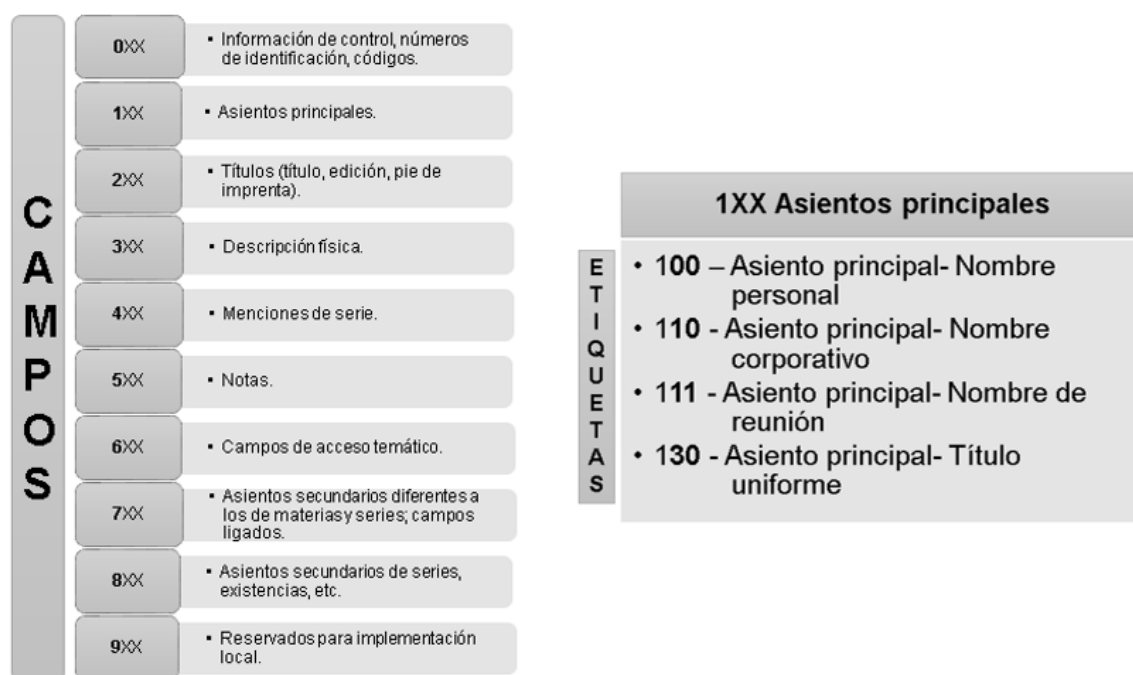 CAMPOS
0XX
▪ Información de control, números
de identificación, códigos.
1XX
▪ Asientos principales.
2XX
▪ Títulos (título, edición, pie de
imprenta).
3XX
▪ Descripción física.
4XX
▪ Menciones de serie.
5XX
▪ Notas.
6XX
▪ Campos de acceso temático.
7XX
▪ Asientos secundarios diferentes a
los de materias y series; campos
ligados.
8XX
▪ Asientos secundarios de series,
existencias, etc.
9XX
▪ Reservados para implementación
local.
1XX Asientos principales
ETIQUETAS
• 100 – Asiento principal- Nombre
personal
• 110 - Asiento principal- Nombre
corporativo
• 111 - Asiento principal- Nombre de
reunión
• 130 - Asiento principal- Título
uniforme